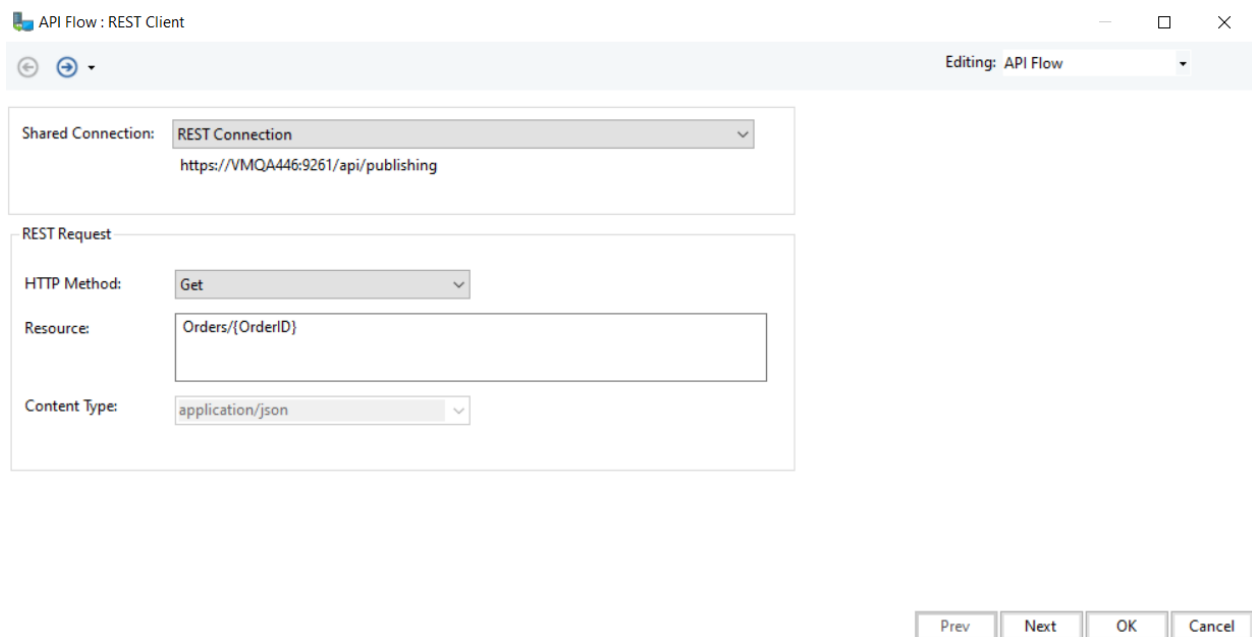 API Flow : REST Client
Editing: API Flow
Shared Connection: REST Connection
https://VMQA446:9261/api/publishing
REST Request
HTTP Method: Get
Resource: Orders/{OrderID}
Content Type: application/json
Prev Next OK Cancel